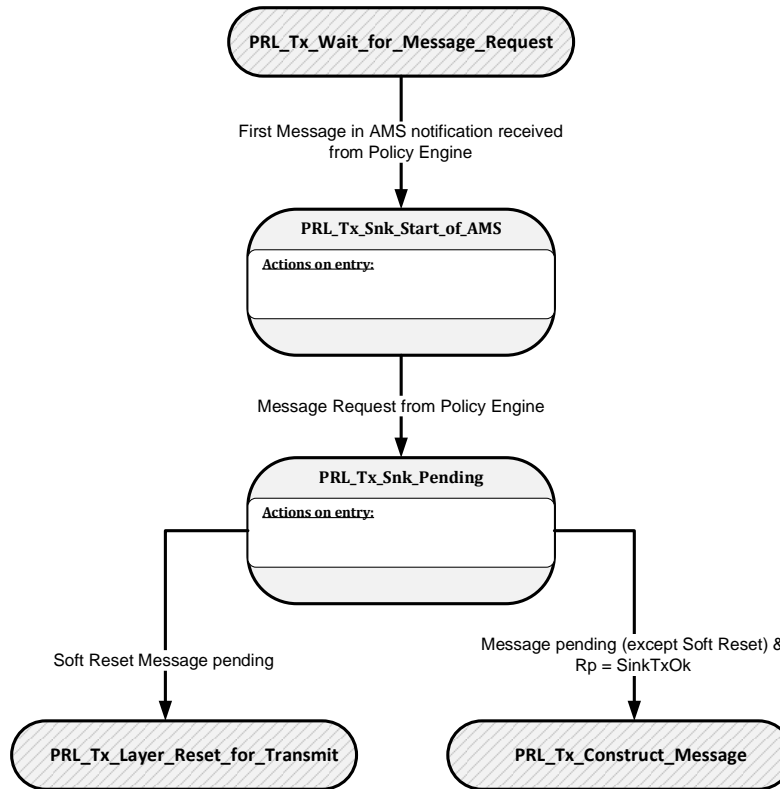 PRL_Tx_Wait_for_Message_Request
First Message in AMS notification received
from Policy Engine
PRL_Tx_Snk_Start_of_AMS
Actions on entry:
Message Request from Policy Engine
PRL_Tx_Snk_Pending
Actions on entry:
Soft Reset Message pending
Message pending (except Soft Reset) &
Rp = SinkTxOk
PRL_Tx_Layer_Reset_for_Transmit
PRL_Tx_Construct_Message